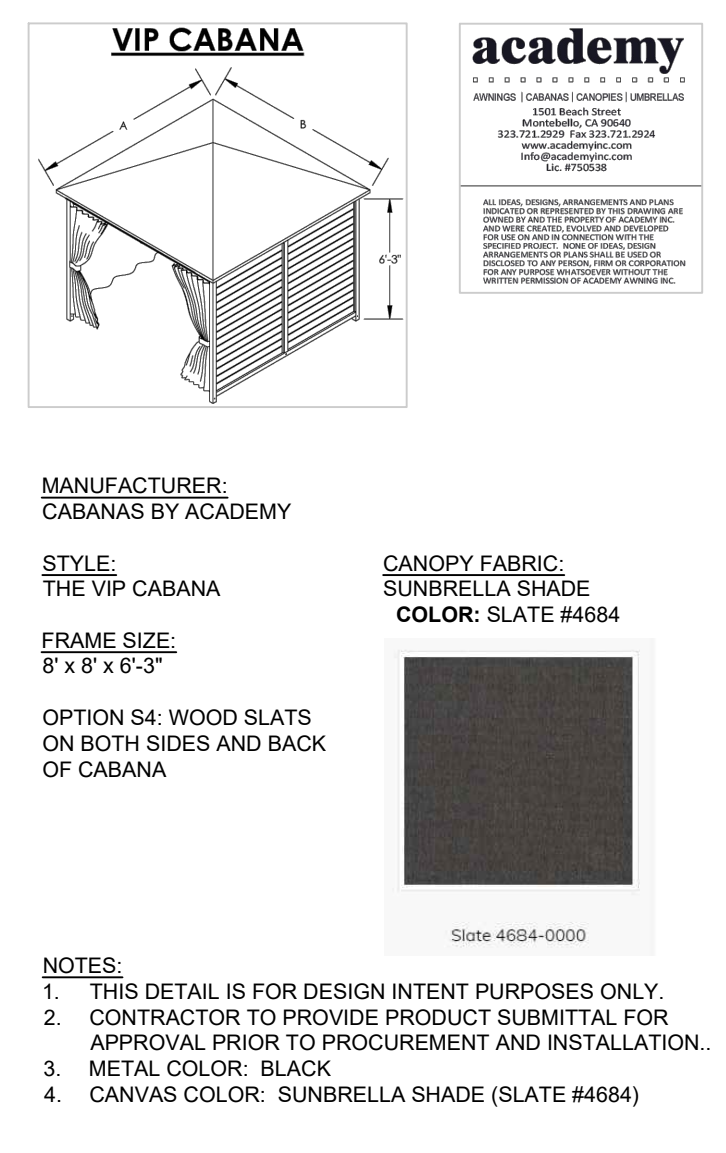 VIP CABANA
A
B
6'-3"
academy
AWNINGS | CABANAS | CANOPIES | UMBRELLAS
1501 Beach Street
Montebello, CA 90640
323.721.2929 Fax 323.721.2924
www.academyinc.com
Info@academyinc.com
Lic. #750538
ALL IDEAS, DESIGNS, ARRANGEMENTS AND PLANS
INDICATED OR REPRESENTED BY THIS DRAWING ARE
OWNED BY AND THE PROPERTY OF ACADEMY INC.
AND WERE CREATED, EVOLVED AND DEVELOPED
FOR USE ON AND IN CONNECTION WITH THE
SPECIFIED PROJECT. NONE OF IDEAS, DESIGN
ARRANGEMENTS OR PLANS SHALL BE USED OR
DISCLOSED TO ANY PERSON, FIRM OR CORPORATION
FOR ANY PURPOSE WHATSOEVER WITHOUT THE
WRITTEN PERMISSION OF ACADEMY AWNING INC.
MANUFACTURER:
CABANAS BY ACADEMY
STYLE:
THE VIP CABANA
FRAME SIZE:
8' x 8' x 6'-3"
OPTION S4: WOOD SLATS
ON BOTH SIDES AND BACK
OF CABANA
CANOPY FABRIC:
SUNBRELLA SHADE
COLOR: SLATE #4684
Slate 4684-0000
NOTES:
1. THIS DETAIL IS FOR DESIGN INTENT PURPOSES ONLY.
2. CONTRACTOR TO PROVIDE PRODUCT SUBMITTAL FOR
APPROVAL PRIOR TO PROCUREMENT AND INSTALLATION..
3. METAL COLOR: BLACK
4. CANVAS COLOR: SUNBRELLA SHADE (SLATE #4684)